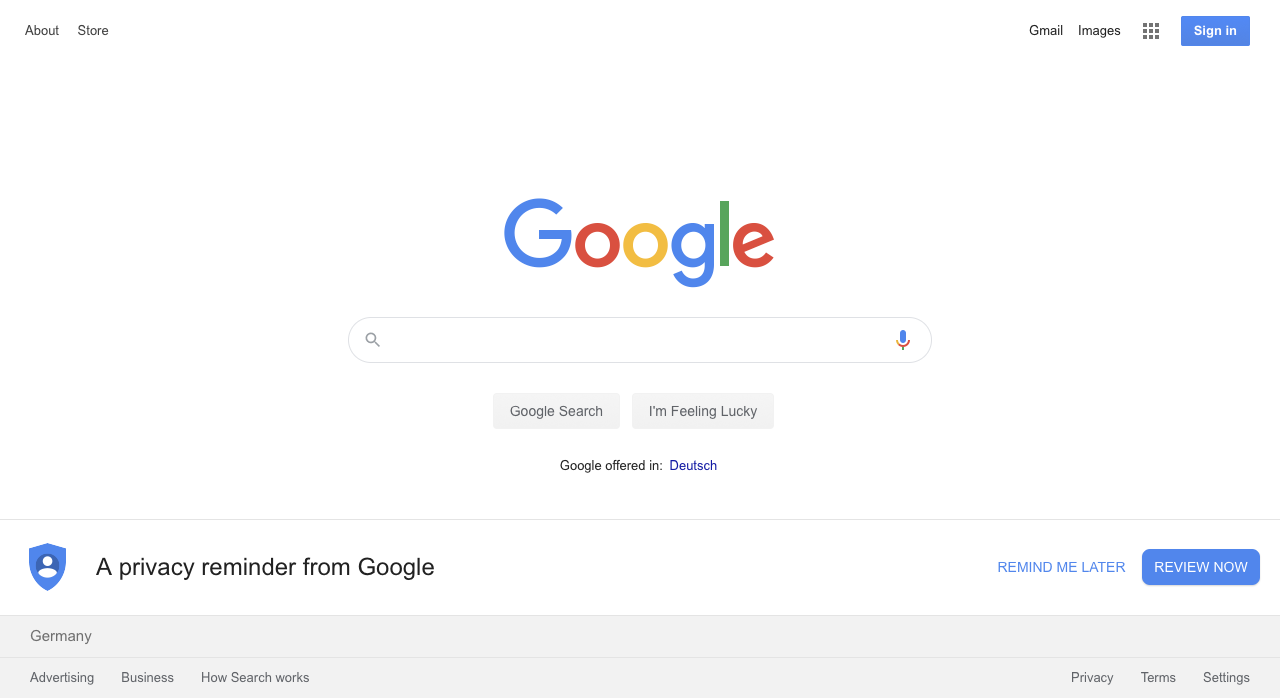 About Store Gmail Images Sign in
Google
Google Search I'm Feeling Lucky
Google offered in: Deutsch
A privacy reminder from Google REMIND ME LATER REVIEW NOW
Germany
Advertising Business How Search works Privacy Terms Settings